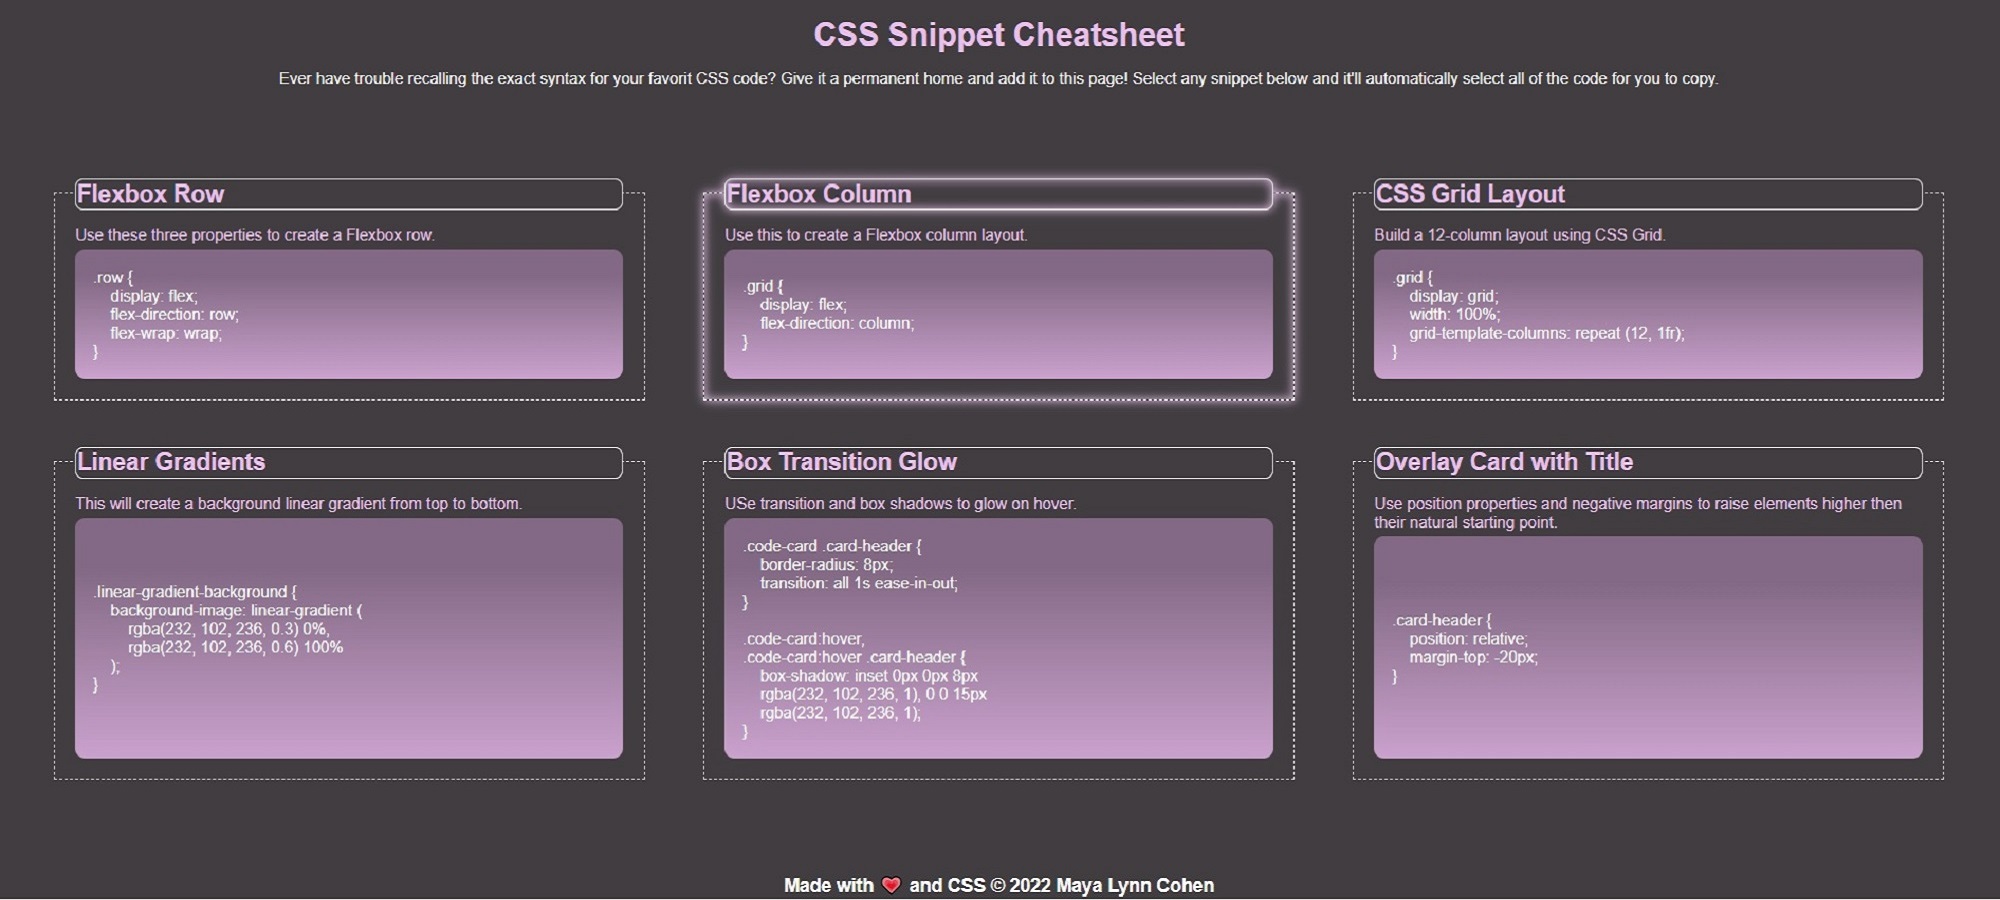 CSS Snippet Cheatsheet
Ever have trouble recalling the exact syntax for your favorit CSS code? Give it a permanent home and add it to this page! Select any snippet below and it'll automatically select all of the code for you to copy.
Flexbox Row
Use these three properties to create a Flexbox row.
.row {
display: flex;
flex-direction: row;
flex-wrap: wrap;
}
Flexbox Column
Use this to create a Flexbox column layout.
.grid {
display: flex;
flex-direction: column;
}
CSS Grid Layout
Build a 12-column layout using CSS Grid.
.grid {
display: grid;
width: 100%;
grid-template-columns: repeat (12, 1fr);
}
Linear Gradients
This will create a background linear gradient from top to bottom.
.linear-gradient-background {
background-image: linear-gradient (
rgba(232, 102, 236, 0.3) 0%,
rgba(232, 102, 236, 0.6) 100%
);
}
Box Transition Glow
USe transition and box shadows to glow on hover.
.code-card .card-header {
border-radius: 8px;
transition: all 1s ease-in-out;
}
.code-card:hover,
.code-card:hover .card-header {
box-shadow: inset 0px 0px 8px
rgba(232, 102, 236, 1), 0 0 15px
rgba(232, 102, 236, 1);
}
Overlay Card with Title
Use position properties and negative margins to raise elements higher then
their natural starting point.
.card-header {
position: relative;
margin-top: -20px;
}
Made with ❤️ and CSS © 2022 Maya Lynn Cohen